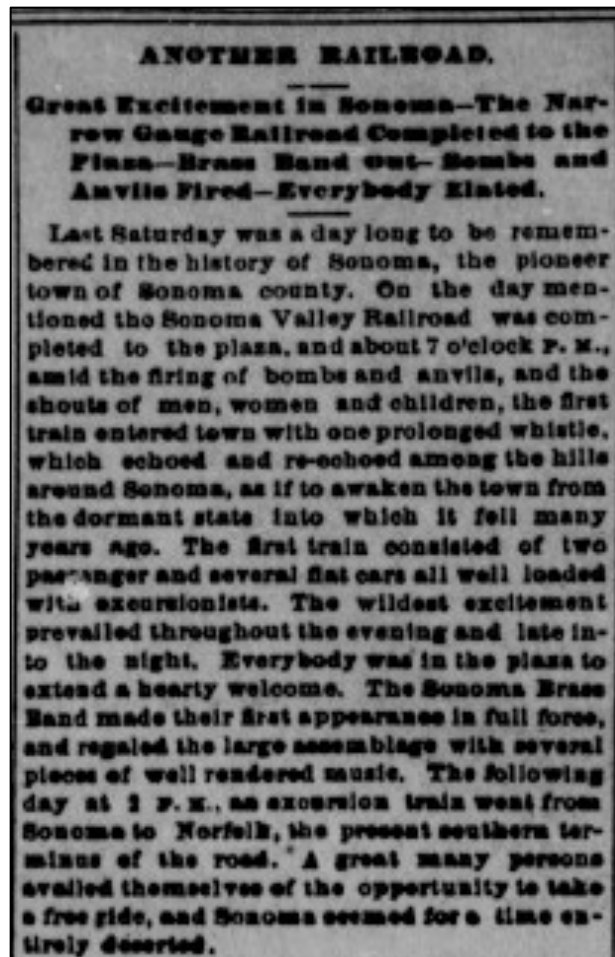 ANOTHER RAILROAD.
Great Excitement in Sonoma—The Nar-
row Gauge Railroad Completed to the
Plaza—Brass Band Out—Bombs and
Anvils Fired—Everybody Elated.
Last Saturday was a day long to be remem-
bered in the history of Sonoma, the pioneer
town of Sonoma county. On the day men-
tioned the Sonoma Valley Railroad was com-
pleted to the plaza, and about 7 o'clock P. M.,
amid the firing of bombs and anvils, and the
shouts of men, women and children, the first
train entered town with one prolonged whistle,
which echoed and re-echoed among the hills
around Sonoma, as if to awaken the town from
the dormant state into which it fell many
years ago. The first train consisted of two
passenger and several flat cars all well loaded
with excursionists. The wildest excitement
prevailed throughout the evening and late in-
to the night. Everybody was in the plaza to
extend a hearty welcome. The Sonoma Brass
Band made their first appearance in full force,
and regaled the large assemblage with several
pieces of well rendered music. The following
day at 2 P. M., an excursion train went from
Sonoma to Norfolk, the present southern ter-
minus of the road. A great many persons
availed themselves of the opportunity to take
a free ride, and Sonoma seemed for a time en-
tirely deserted.